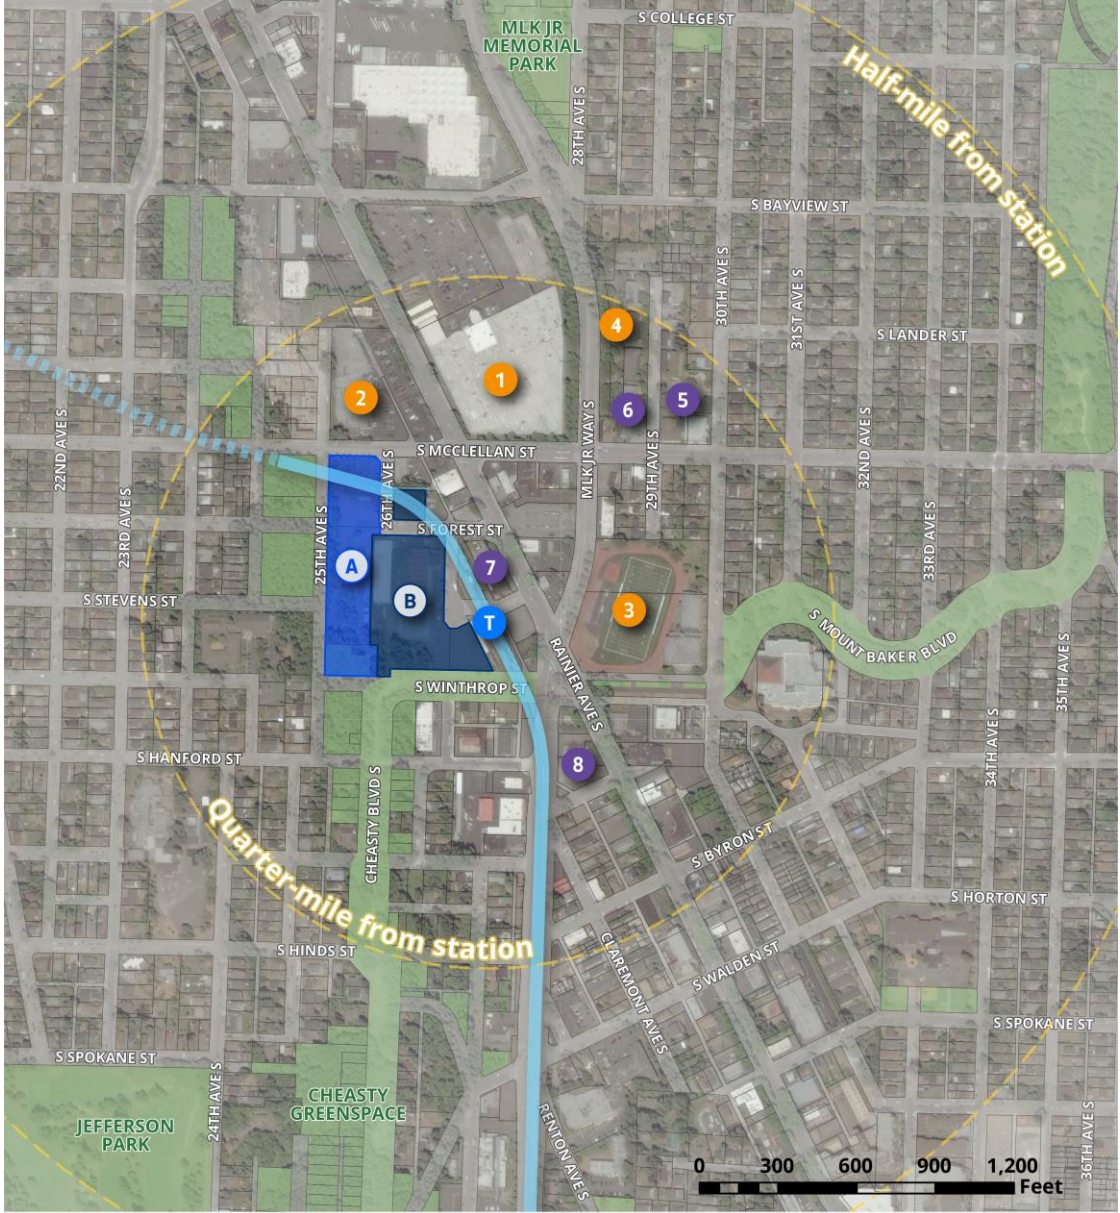 S COLLEGE ST
MLK JR
MEMORIAL
PARK
28TH AVE S
Half-mile from station
S BAYVIEW ST
30TH AVE S
31ST AVE S
S LANDER ST
4
1
2
6
5
22ND AVE S
S MCCLELLAN ST
MLK JR WAY S
29TH AVE S
32ND AVE S
26TH AVE S
23RD AVE S
25TH AVE S
S FOREST ST
33RD AVE S
A
7
B
S STEVENS ST
T
3
S MOUNT BAKER BLVD
RAINIER AVE S
35TH AVE S
S WINTHROP ST
34TH AVE S
S HANFORD ST
8
CHEASTY BLVD S
Quarter-mile from station
S BYRON ST
S HORTON ST
S HINDS ST
CLAREMONT AVE S
S WALDEN ST
S SPOKANE ST
S SPOKANE ST
24TH AVE S
CHEASTY
GREENSPACE
JEFFERSON
PARK
RENTON AVE S
36TH AVE S
0 300 600 900 1,200
Feet